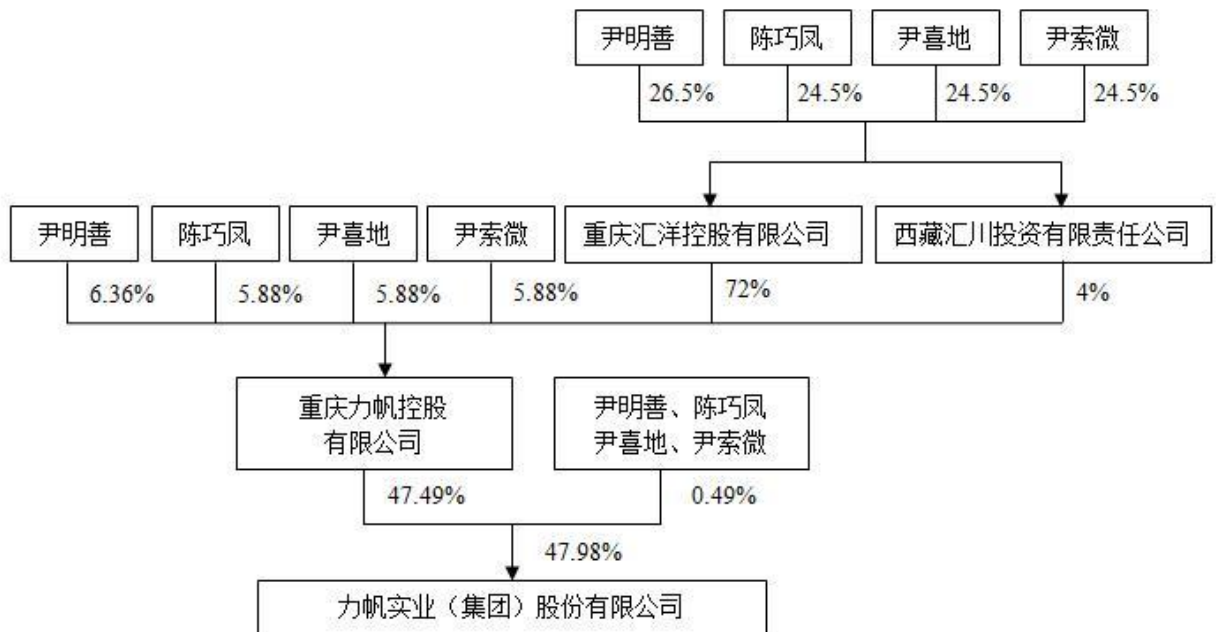 尹明善 陈巧凤 尹喜地 尹索微
26.5% 24.5% 24.5% 24.5%
尹明善 陈巧凤 尹喜地 尹索微 重庆汇洋控股有限公司 西藏汇川投资有限责任公司
6.36% 5.88% 5.88% 5.88% 72% 4%
重庆力帆控股
有限公司
尹明善、陈巧凤
尹喜地、尹索微
47.49% 0.49%
47.98%
力帆实业（集团）股份有限公司